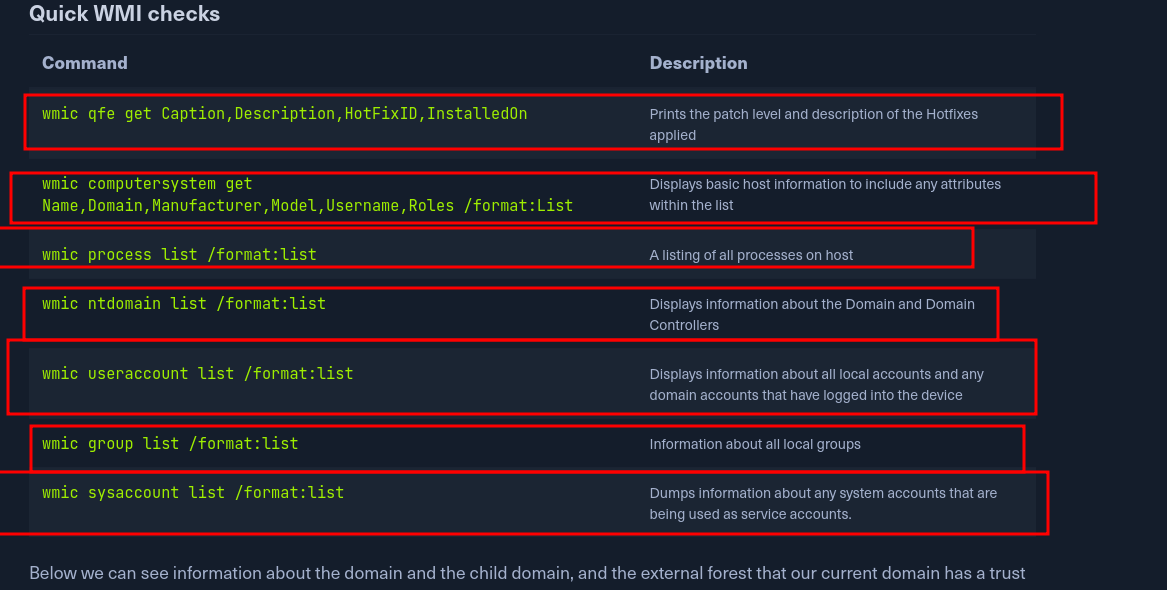 Quick WMI checks
Command Description
wmic qfe get Caption,Description,HotFixID,InstalledOn Prints the patch level and description of the Hotfixes
applied
wmic computersystem get Displays basic host information to include any attributes
Name,Domain,Manufacturer,Model,Username,Roles /format:List within the list
wmic process list /format:list A listing of all processes on host
wmic ntdomain list /format:list Displays information about the Domain and Domain
Controllers
wmic useraccount list /format:list Displays information about all local accounts and any
domain accounts that have logged into the device
wmic group list /format:list Information about all local groups
wmic sysaccount list /format:list Dumps information about any system accounts that are
being used as service accounts.
Below we can see information about the domain and the child domain, and the external forest that our current domain has a trust